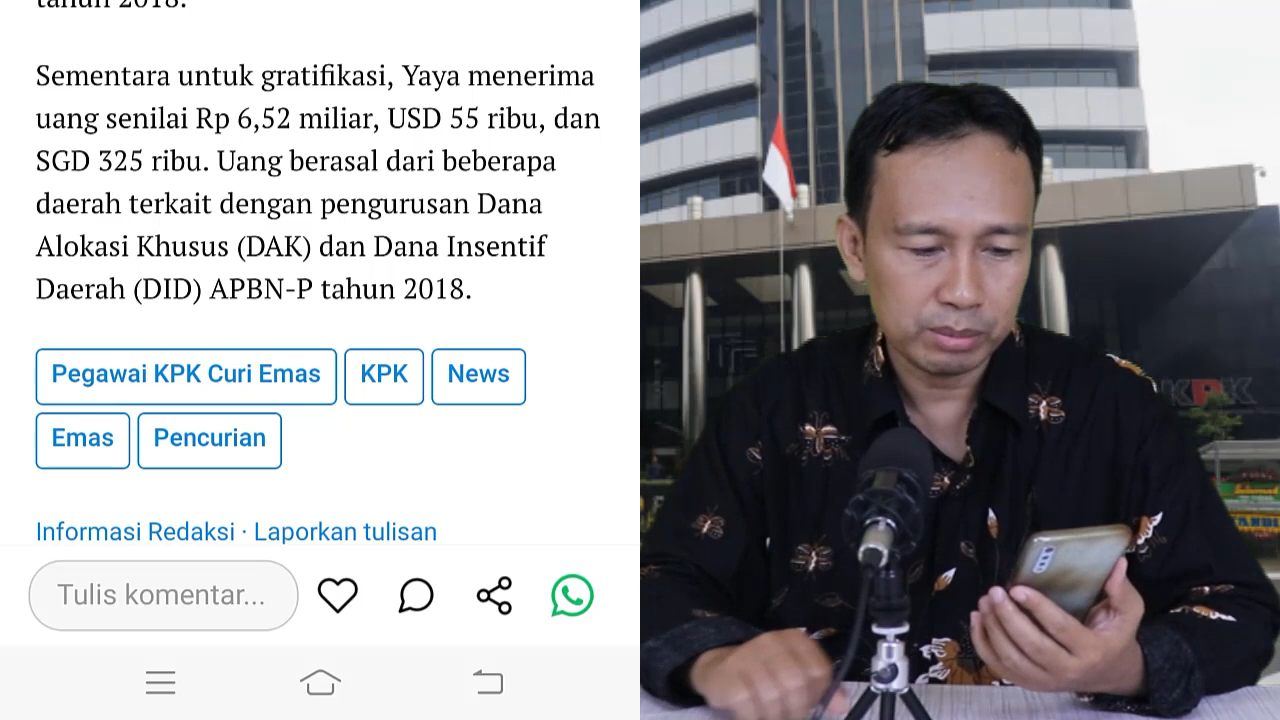 tahun 2018.
Sementara untuk gratifikasi, Yaya menerima
uang senilai Rp 6,52 miliar, USD 55 ribu, dan
SGD 325 ribu. Uang berasal dari beberapa
daerah terkait dengan pengurusan Dana
Alokasi Khusus (DAK) dan Dana Insentif
Daerah (DID) APBN-P tahun 2018.
Pegawai KPK Curi Emas
KPK
News
Emas
Pencurian
Informasi Redaksi · Laporkan tulisan
Tulis komentar...
KPK